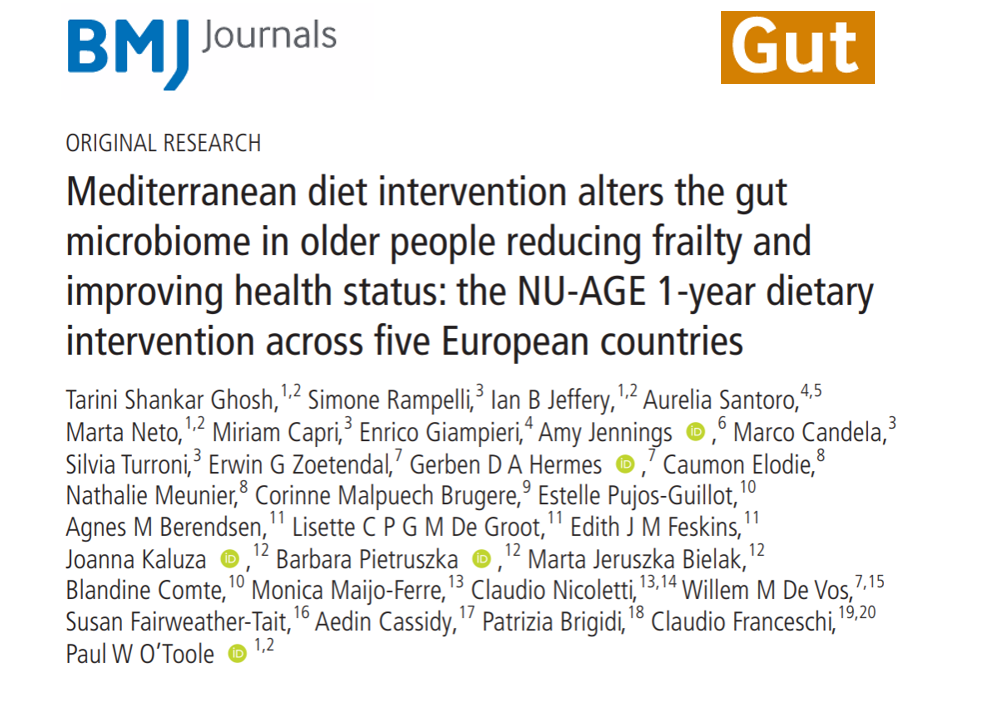 BMJ Journals
Gut
ORIGINAL RESEARCH
Mediterranean diet intervention alters the gut
microbiome in older people reducing frailty and
improving health status: the NU-AGE 1-year dietary
intervention across five European countries
Tarini Shankar Ghosh,1,2 Simone Rampelli,3 Ian B Jeffery,1,2 Aurelia Santoro,4,5
Marta Neto,1,2 Miriam Capri,3 Enrico Giampieri,4 Amy Jennings iD ,6 Marco Candela,3
Silvia Turroni,3 Erwin G Zoetendal,7 Gerben D A Hermes iD ,7 Caumon Elodie,8
Nathalie Meunier,8 Corinne Malpuech Brugere,9 Estelle Pujos-Guillot,10
Agnes M Berendsen,11 Lisette C P G M De Groot,11 Edith J M Feskins,11
Joanna Kaluza iD ,12 Barbara Pietruszka iD ,12 Marta Jeruszka Bielak,12
Blandine Comte,10 Monica Maijo-Ferre,13 Claudio Nicoletti,13,14 Willem M De Vos,7,15
Susan Fairweather-Tait,16 Aedin Cassidy,17 Patrizia Brigidi,18 Claudio Franceschi,19,20
Paul W O’Toole iD 1,2